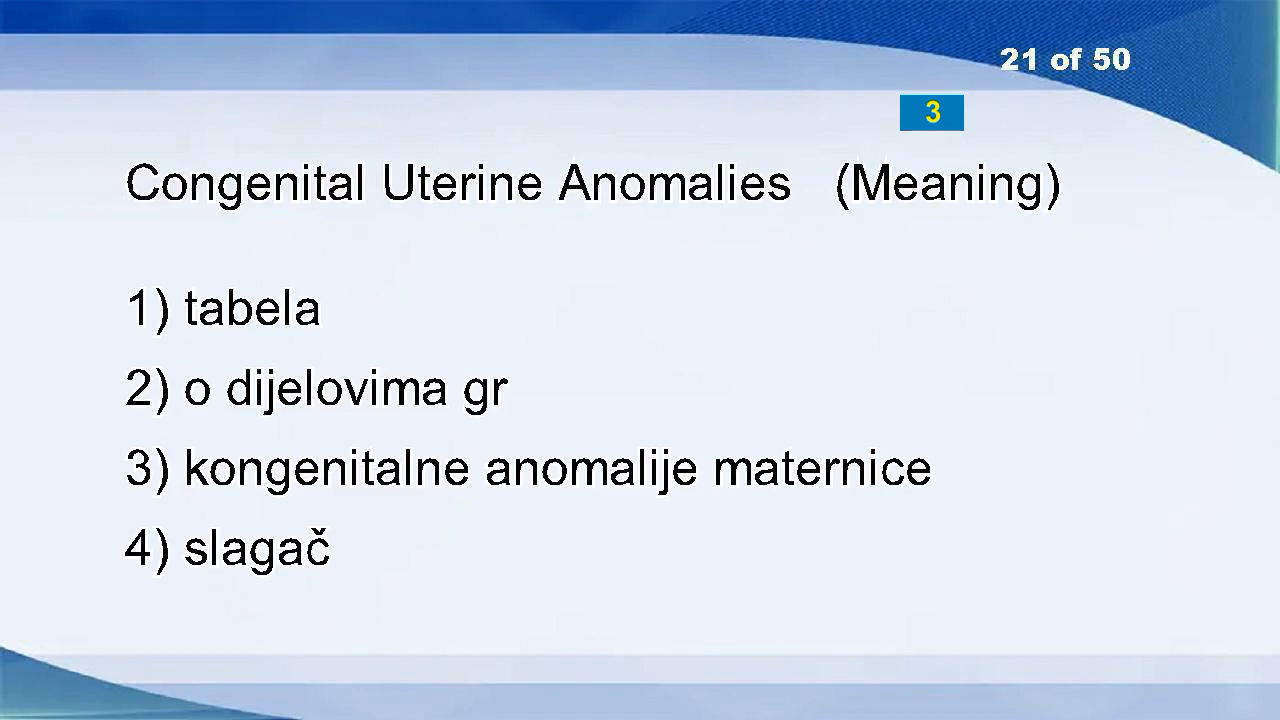 21 of 50
3
Congenital Uterine Anomalies (Meaning)
1) tabela
2) o dijelovima gr
3) kongenitalne anomalije maternice
4) slagač